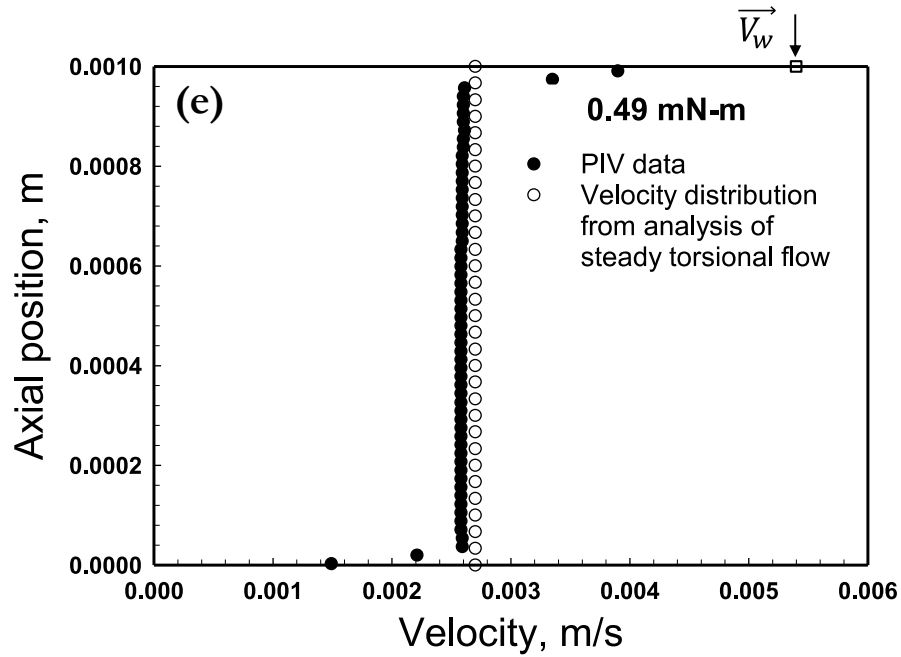 V_w
(e)
0.49 mN-m
PIV data
Velocity distribution
from analysis of
steady torsional flow
Axial position, m
0.0010
0.0008
0.0006
0.0004
0.0002
0.0000
0.000 0.001 0.002 0.003 0.004 0.005 0.006
Velocity, m/s